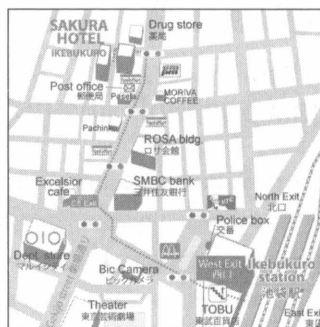 SAKURA
HOTEL
IKEBUKURO
Drug store
薬局
Post office
郵便局
Pasela
MORIVA
COFFEE
Pachinko
ROSA bldg.
ロサ会館
Excelsior
cafe
SMBC bank
三井住友銀行
North Exit
北口
Police box
交番
Dept. store
マルイシティ
West Exit
西口
Ikebukuro
station
池袋駅
Bic Camera
ビックカメラ
TOBU
東武百貨店
Theater
東京芸術劇場
East Exit